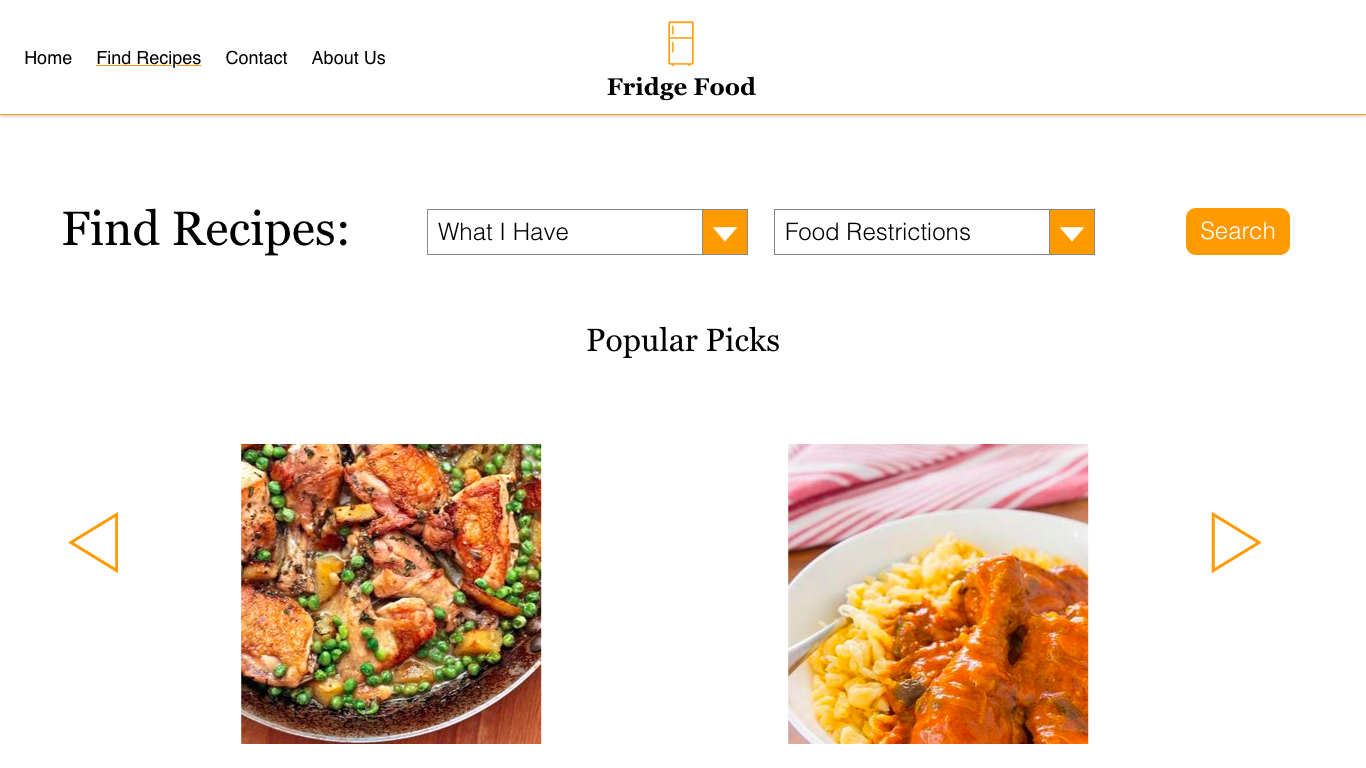 Home Find Recipes Contact About Us
Fridge Food
Find Recipes: What I Have Food Restrictions Search
Popular Picks